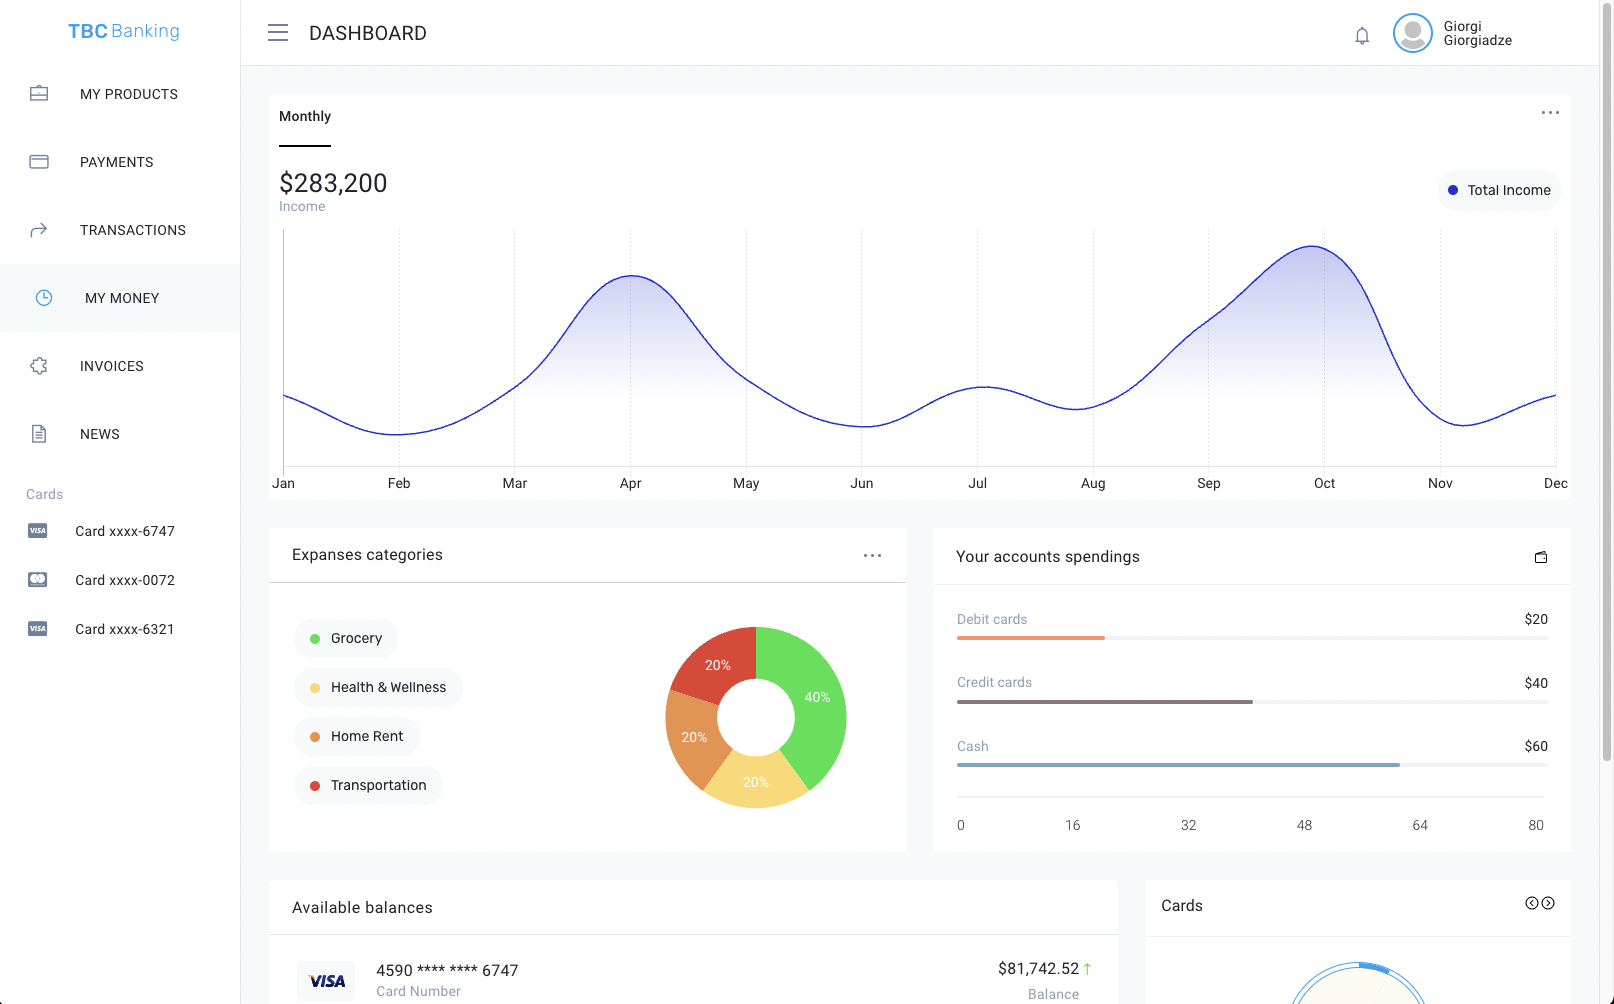 TBC Banking
MY PRODUCTS
PAYMENTS
TRANSACTIONS
MY MONEY
INVOICES
NEWS
Cards
VISA Card xxxx-6747
Card xxxx-0072
VISA Card xxxx-6321
DASHBOARD
Giorgi
Giorgiadze
Monthly
$283,200
Income
Total Income
Jan Feb Mar Apr May Jun Jul Aug Sep Oct Nov Dec
Expanses categories
Grocery
Health & Wellness
Home Rent
Transportation
20%
40%
20%
20%
Your accounts spendings
Debit cards $20
Credit cards $40
Cash $60
0 16 32 48 64 80
Available balances
VISA
4590 **** **** 6747
Card Number
$81,742.52
Balance
Cards